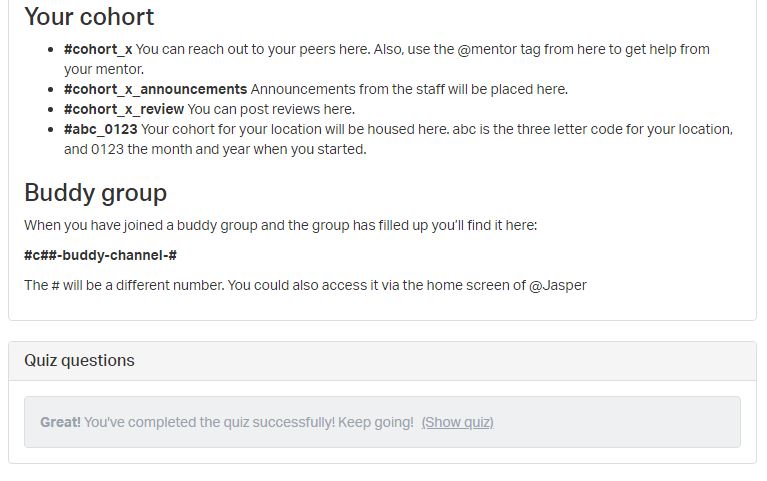 Your cohort
#cohort_x You can reach out to your peers here. Also, use the @mentor tag from here to get help from
your mentor.
#cohort_x_announcements Announcements from the staff will be placed here.
#cohort_x_review You can post reviews here.
#abc_0123 Your cohort for your location will be housed here. abc is the three letter code for your location,
and 0123 the month and year when you started.
Buddy group
When you have joined a buddy group and the group has filled up you'll find it here:
#c##-buddy-channel-#
The # will be a different number. You could also access it via the home screen of @Jasper
Quiz questions
Great! You've completed the quiz successfully! Keep going! (Show quiz)